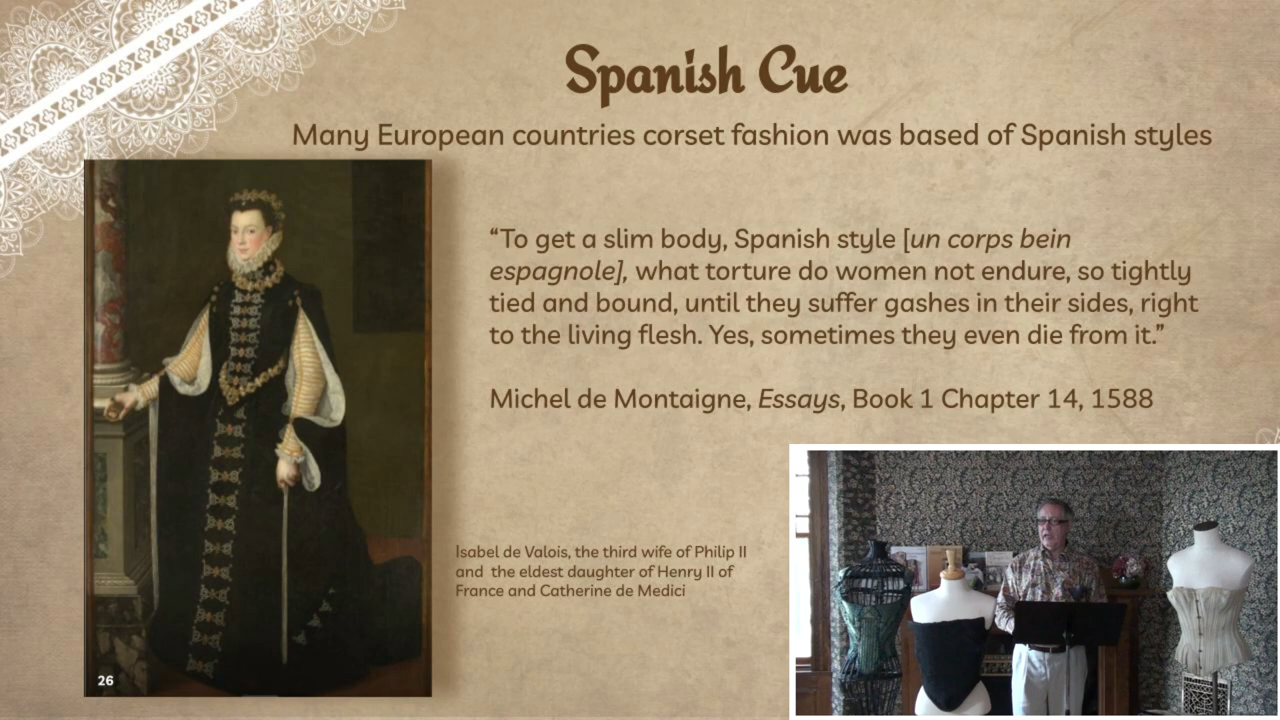 Spanish Cue
Many European countries corset fashion was based of Spanish styles
“To get a slim body, Spanish style [un corps bein
espagnole], what torture do women not endure, so tightly
tied and bound, until they suffer gashes in their sides, right
to the living flesh. Yes, sometimes they even die from it.”
Michel de Montaigne, Essays, Book 1 Chapter 14, 1588
Isabel de Valois, the third wife of Philip II
and the eldest daughter of Henry II of
France and Catherine de Medici
26